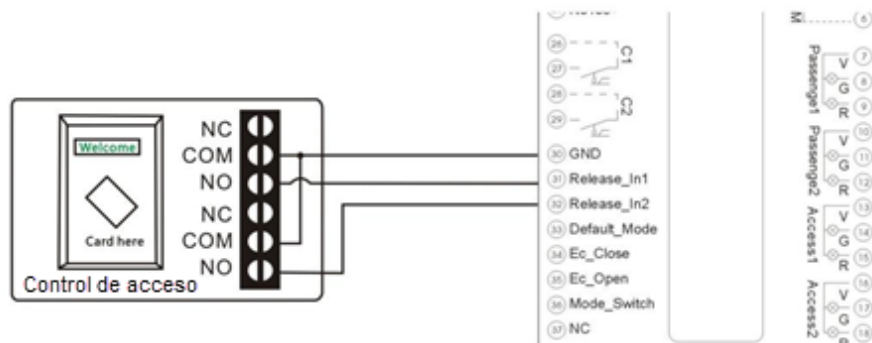 Welcome
Card here
Control de acceso
NC
COM
NO
NC
COM
NO
26
27
C1
28
29
C2
30 GND
31 Release_In1
32 Release_In2
33 Default_Mode
34 Ec_Close
35 Ec_Open
36 Mode_Switch
37 NC
M
6
Passenge1
V 7
G 8
R 9
Passenge2
V 10
G 11
R 12
Access1
V 13
G 14
R 15
Access2
V 16
G 17
18